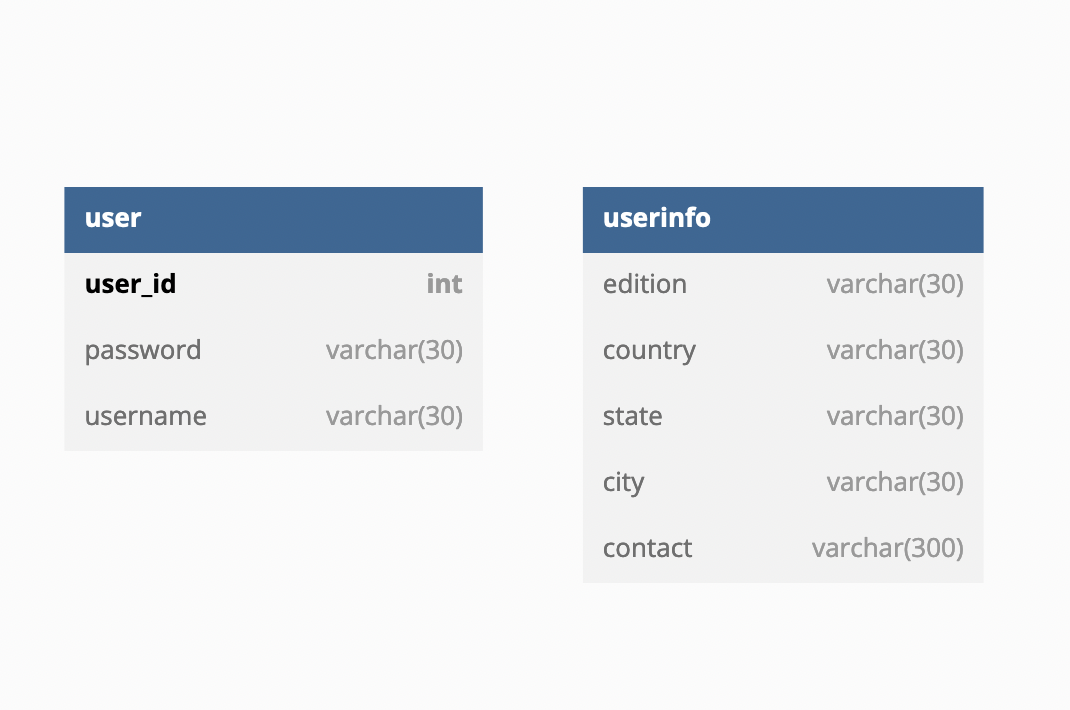 user
user_id int
password varchar(30)
username varchar(30)
userinfo
edition varchar(30)
country varchar(30)
state varchar(30)
city varchar(30)
contact varchar(300)